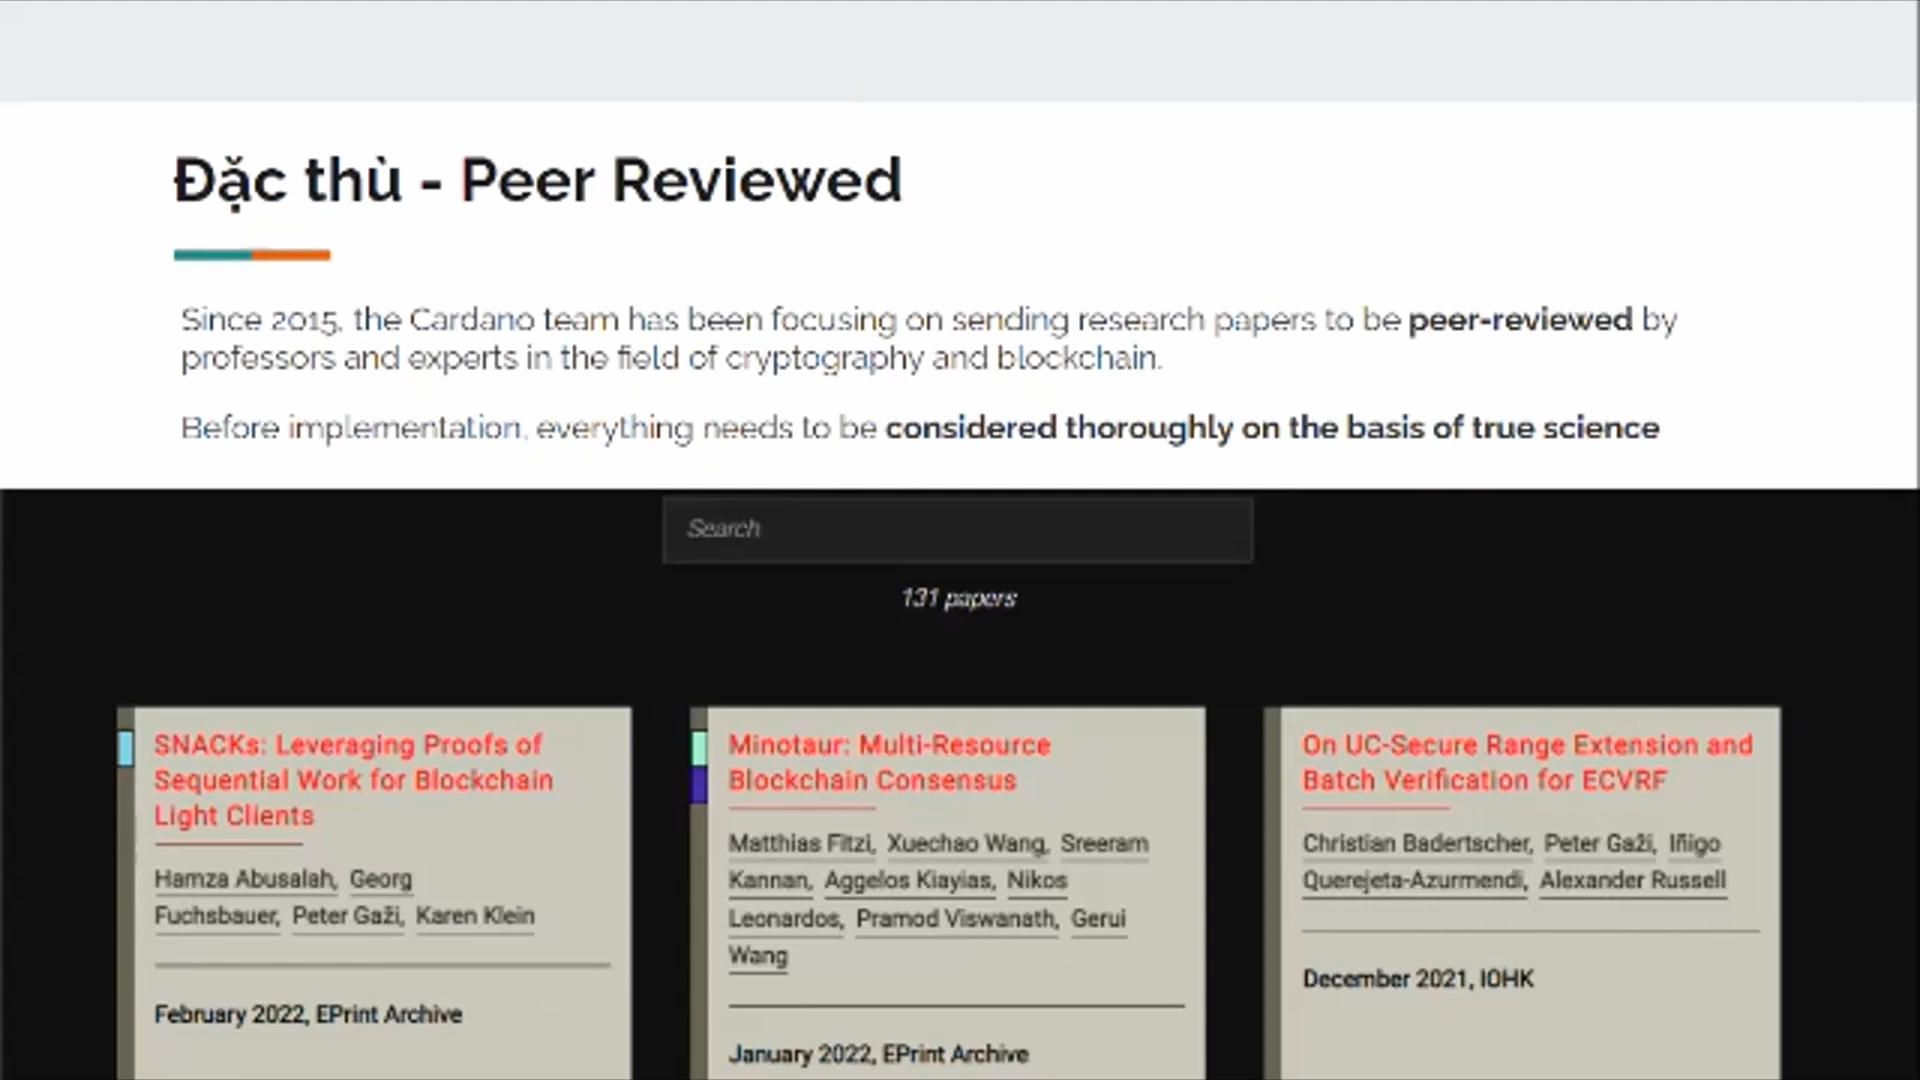 Đặc thù - Peer Reviewed
Since 2015, the Cardano team has been focusing on sending research papers to be peer-reviewed by
professors and experts in the field of cryptography and blockchain.
Before implementation, everything needs to be considered thoroughly on the basis of true science
Search
131 papers
SNACKs: Leveraging Proofs of
Sequential Work for Blockchain
Light Clients
Hamza Abusalah, Georg
Fuchsbauer, Peter Gaži, Karen Klein
February 2022, EPrint Archive
Minotaur: Multi-Resource
Blockchain Consensus
Matthias Fitzi, Xuechao Wang, Sreeram
Kannan, Aggelos Kiayias, Nikos
Leonardos, Pramod Viswanath, Gerui
Wang
January 2022, EPrint Archive
On UC-Secure Range Extension and
Batch Verification for ECVRF
Christian Badertscher, Peter Gaži, Iñigo
Querejeta-Azurmendi, Alexander Russell
December 2021, IOHK